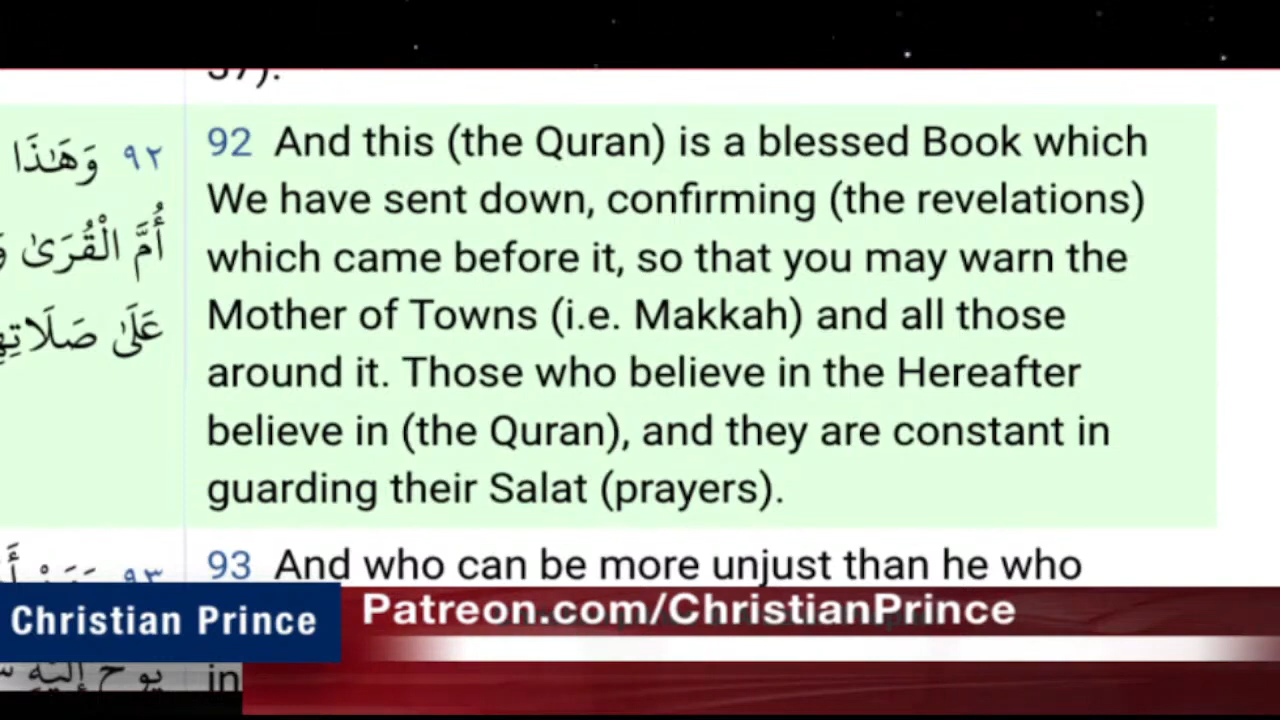 37).
٩٢ وَهَـٰذَا
أُمَّ الْقُرَىٰ
عَلَىٰ صَلَاتِهِ
92 And this (the Quran) is a blessed Book which
We have sent down, confirming (the revelations)
which came before it, so that you may warn the
Mother of Towns (i.e. Makkah) and all those
around it. Those who believe in the Hereafter
believe in (the Quran), and they are constant in
guarding their Salat (prayers).
٩٣
93 And who can be more unjust than he who
in
Christian Prince
Patreon.com/ChristianPrince